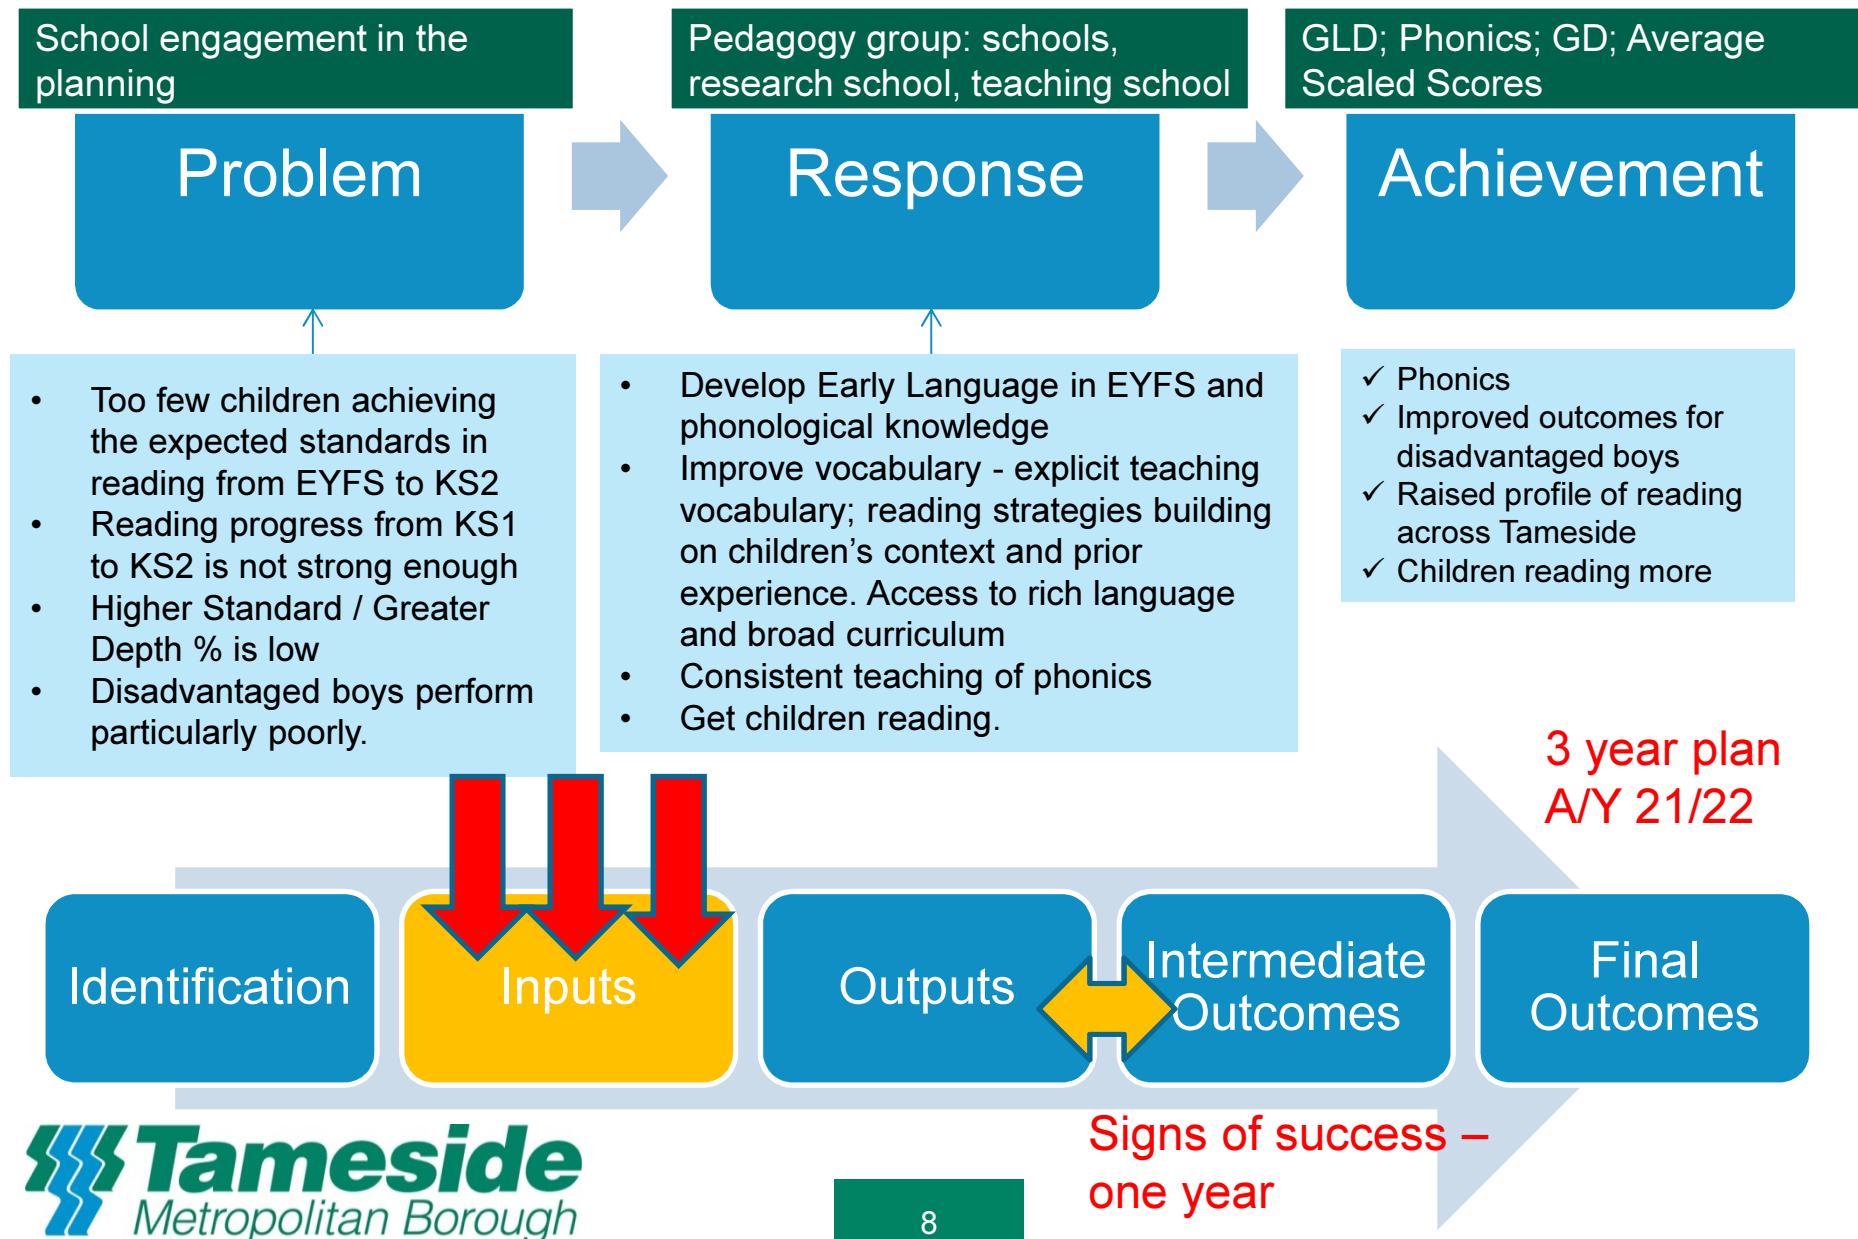 School engagement in the
planning
Pedagogy group: schools,
research school, teaching school
GLD; Phonics; GD; Average
Scaled Scores
Problem
Response
Achievement
• Too few children achieving
the expected standards in
reading from EYFS to KS2
• Reading progress from KS1
to KS2 is not strong enough
• Higher Standard / Greater
Depth % is low
• Disadvantaged boys perform
particularly poorly.
• Develop Early Language in EYFS and
phonological knowledge
• Improve vocabulary - explicit teaching
vocabulary; reading strategies building
on children’s context and prior
experience. Access to rich language
and broad curriculum
• Consistent teaching of phonics
• Get children reading.
✓ Phonics
✓ Improved outcomes for
disadvantaged boys
✓ Raised profile of reading
across Tameside
✓ Children reading more
3 year plan
A/Y 21/22
Identification
Inputs
Outputs
Intermediate
Outcomes
Final
Outcomes
Signs of success –
one year
Tameside
Metropolitan Borough
8